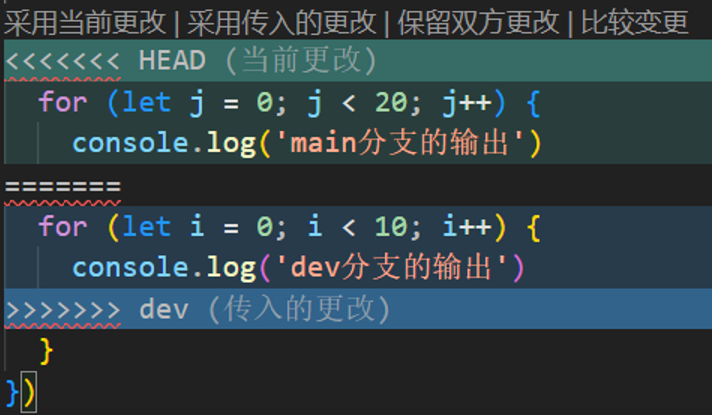 采用当前更改 | 采用传入的更改 | 保留双方更改 | 比较变更
<<<<<<< HEAD (当前更改)
  for (let j = 0; j < 20; j++) {
    console.log('main分支的输出')
=======
  for (let i = 0; i < 10; i++) {
    console.log('dev分支的输出')
>>>>>>> dev (传入的更改)
  }
})